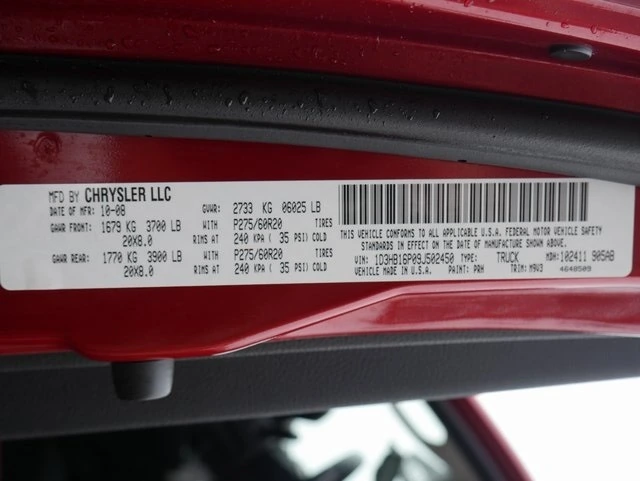 MFD BY CHRYSLER LLC
DATE OF MFR: 10-08 GVWR: 2733 KG 06025 LB
GAWR FRONT: 1679 KG 3700 LB WITH P275/60R20 TIRES
20X8.0 RIMS AT 240 KPA ( 35 PSI) COLD
GAWR REAR: 1770 KG 3900 LB WITH P275/60R20 TIRES
20X8.0 RIMS AT 240 KPA ( 35 PSI) COLD
THIS VEHICLE CONFORMS TO ALL APPLICABLE U.S.A. FEDERAL MOTOR VEHICLE SAFETY
STANDARDS IN EFFECT ON THE DATE OF MANUFACTURE SHOWN ABOVE.
VIN: 1D3HB16P09J502450 TYPE: TRUCK MDH: 102411 905AB
VEHICLE MADE IN U.S.A. PAINT: PRH TRIM: M9V3 4648509